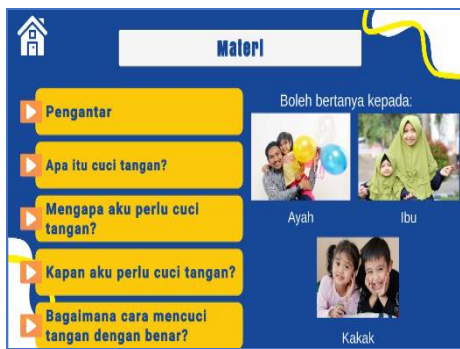 Materi
Pengantar
Apa itu cuci tangan?
Mengapa aku perlu cuci
tangan?
Kapan aku perlu cuci tangan?
Bagaimana cara mencuci
tangan dengan benar?
Boleh bertanya kepada:
Ayah
Ibu
Kakak